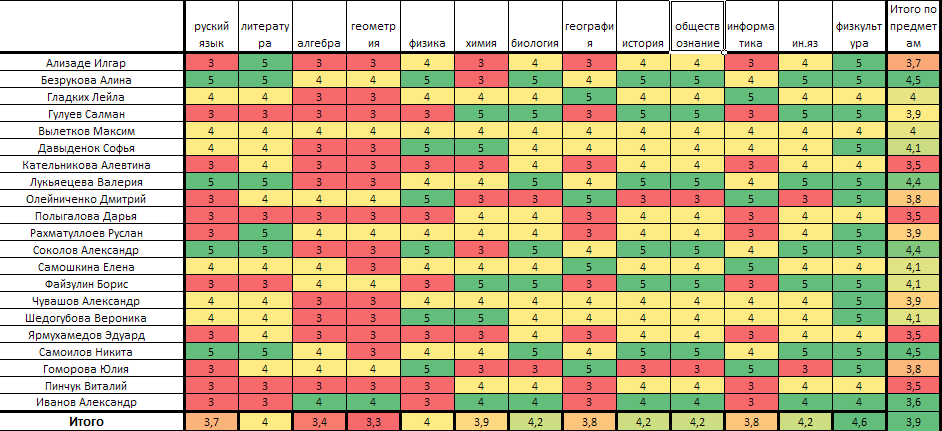 Итого по
руский литерату геометр географи обществ информа физкульт предмет
язык ра алгебра ия физика химия биология я история ознание тика ин.яз ура ам
Ализаде Илгар 3 5 3 3 4 3 4 3 4 4 3 4 5 3,7
Безрукова Алина 5 5 4 4 5 3 5 4 5 5 4 5 5 4,5
Гладких Лейла 4 4 3 3 4 4 4 5 4 4 5 4 4 4
Гулуев Салман 3 3 3 3 3 5 5 3 5 5 3 5 5 3,9
Вылетков Максим 4 4 4 4 4 4 4 4 4 4 4 4 4 4
Давыденок Софья 4 4 3 3 5 5 4 4 4 4 4 4 5 4,1
Кательникова Алевтина 3 4 3 3 3 3 4 3 4 4 3 4 4 3,5
Лукьяецева Валерия 5 5 3 3 4 4 5 4 5 5 4 5 5 4,4
Олейниченко Дмитрий 3 4 4 4 5 3 3 5 3 3 5 3 5 3,8
Полыгалова Дарья 3 3 3 3 3 4 4 3 4 4 3 4 4 3,5
Рахматуллоев Руслан 3 5 4 4 4 4 4 3 4 4 3 4 5 3,9
Соколов Александр 5 5 3 3 5 3 5 4 5 5 4 5 5 4,4
Самошкина Елена 4 4 4 3 4 4 4 5 4 4 5 4 4 4,1
Файзулин Борис 3 3 4 4 3 5 5 3 5 5 3 5 5 4,1
Чувашов Александр 4 4 3 3 4 4 4 4 4 4 4 4 5 3,9
Шедогубова Вероника 4 4 3 3 5 5 4 4 4 4 4 4 5 4,1
Ярмухамедов Эдуард 3 4 3 3 3 3 4 3 4 4 3 4 4 3,5
Самоилов Никита 5 5 4 3 4 4 5 4 5 5 4 5 5 4,5
Гоморова Юлия 3 4 4 4 5 3 3 5 3 3 5 3 5 3,8
Пинчук Виталий 3 3 3 3 3 4 4 3 4 4 3 4 4 3,5
Иванов Александр 3 3 4 4 3 4 4 3 4 4 3 4 4 3,6
Итого 3,7 4 3,4 3,3 4 3,9 4,2 3,8 4,2 4,2 3,8 4,2 4,6 3,9